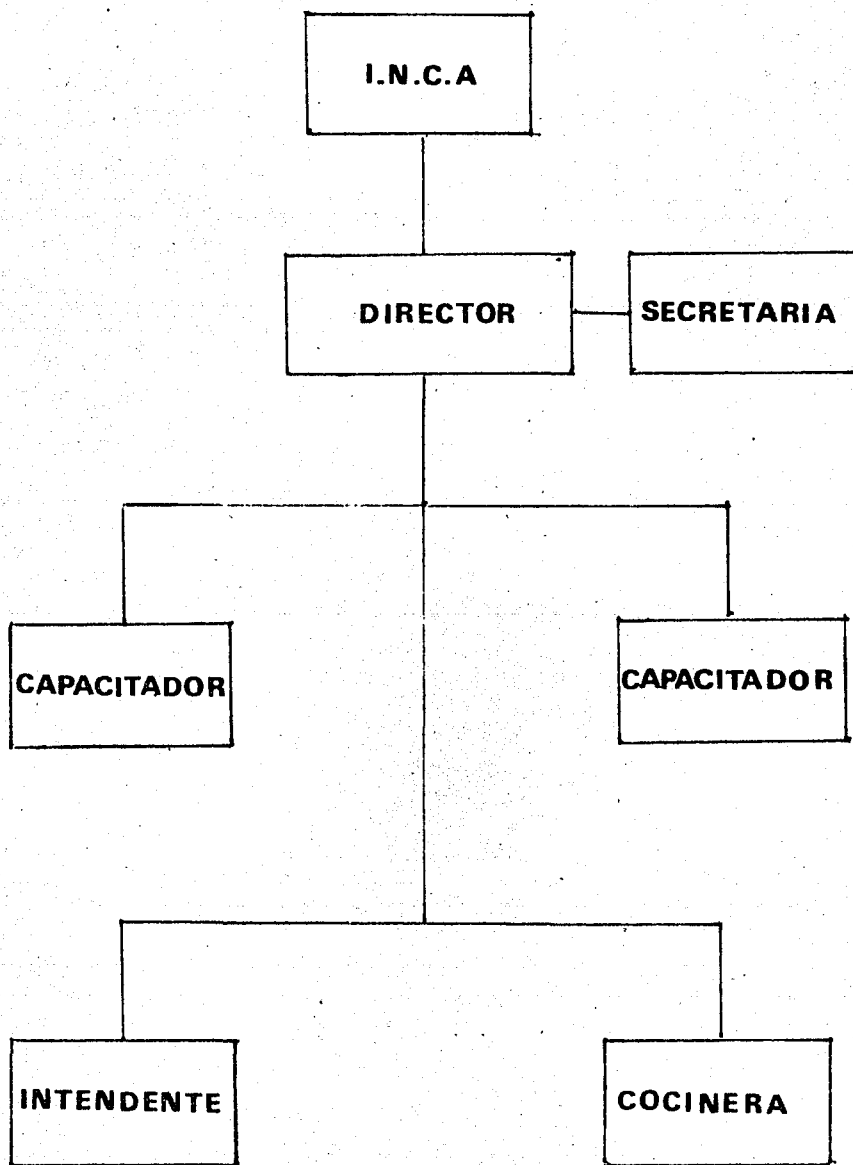 I.N.C.A
DIRECTOR
SECRETARIA
CAPACITADOR
CAPACITADOR
INTENDENTE
COCINERA